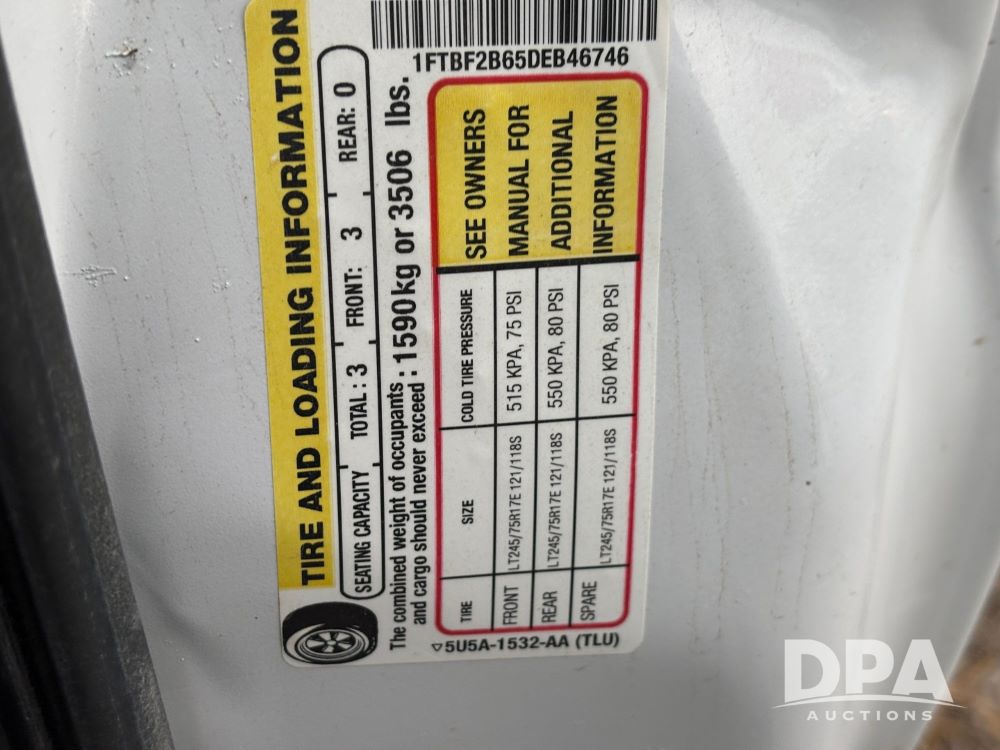 TIRE AND LOADING INFORMATION
SEATING CAPACITY TOTAL : 3 FRONT: 3 REAR: 0
The combined weight of occupants
and cargo should never exceed : 1590kg or 3506 lbs.
TIRE SIZE COLD TIRE PRESSURE
FRONT LT245/75R17E 121/118S 515 KPA, 75 PSI
REAR LT245/75R17E 121/118S 550 KPA, 80 PSI
SPARE LT245/75R17E 121/118S 550 KPA, 80 PSI
SEE OWNERS
MANUAL FOR
ADDITIONAL
INFORMATION
▽5U5A-1532-AA (TLU)
1FTBF2B65DEB46746
DPA
AUCTIONS